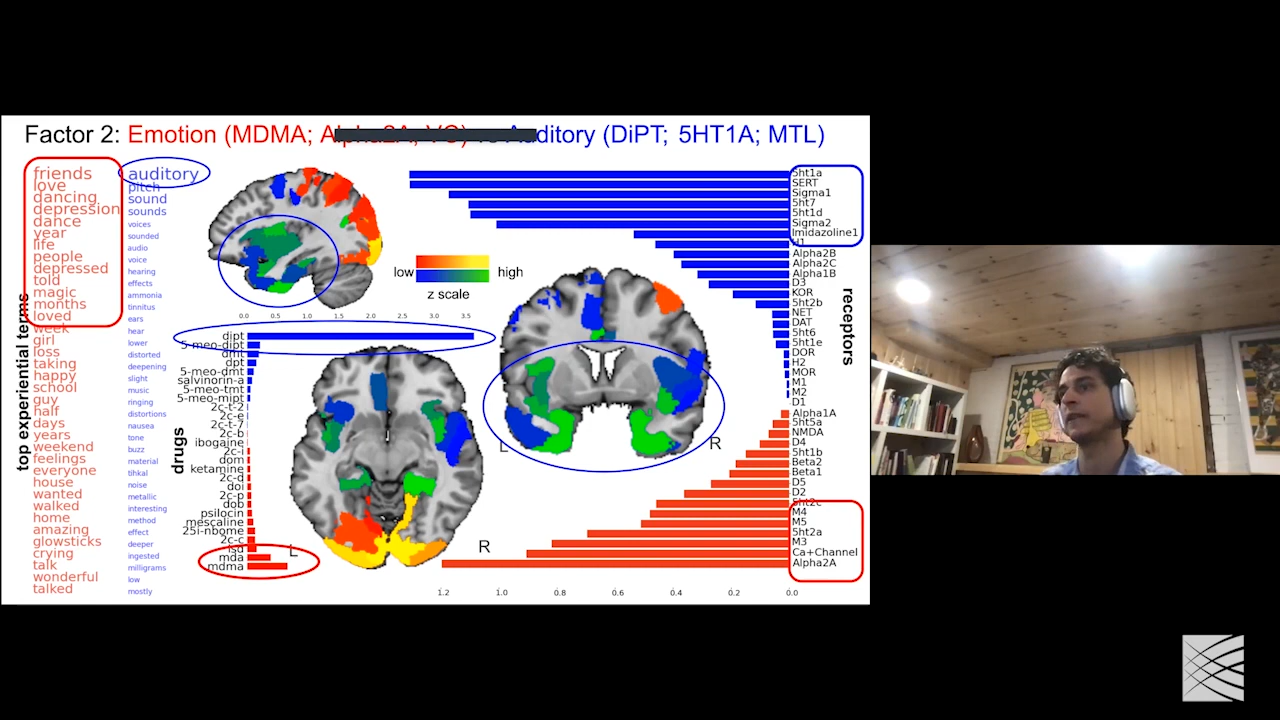 Factor 2: Emotion (MDMA; A uditory (DiPT; 5HT1A; MTL)
top experiential terms
friends
love
dancing
depression
dance
year
life
people
depressed
told
magic
months
loved
week
girl
loss
taking
happy
school
guy
half
days
years
weekend
feelings
everyone
house
wanted
walked
home
amazing
glowsticks
crying
talk
wonderful
talked
auditory
pitch
sound
sounds
voices
sounded
audio
voice
hearing
effects
ammonia
tinnitus
ears
hear
lower
distorted
deepening
slight
music
ringing
distortions
nausea
tone
buzz
material
tihkal
noise
metallic
interesting
method
effect
deeper
ingested
milligrams
low
mostly
low high
z scale
0.0 0.5 1.0 1.5 2.0 2.5 3.0 3.5
drugs
dipt
5-meo-dipt
dmt
dpt
5-meo-dmt
salvinorin-a
5-meo-tmt
5-meo-mipt
2c-t-2
2c-e
2c-t-7
2c-b
ibogaine
2c-i
dom
ketamine
2c-d
doi
2c-p
dob
psilocin
mescaline
25i-nbome
2c-c
lsd
mda
mdma
L
R
L
R
receptors
5ht1a
SERT
Sigma1
5ht7
5ht1d
Sigma2
Imidazoline1
H1
Alpha2B
Alpha2C
Alpha1B
D3
KOR
5ht2b
NET
DAT
5ht6
5ht1e
DOR
H2
MOR
M1
M2
D1
Alpha1A
5ht5a
NMDA
D4
5ht1b
Beta2
Beta1
D5
D2
5ht2c
M4
M5
5ht2a
M3
Ca+Channel
Alpha2A
1.2 1.0 0.8 0.6 0.4 0.2 0.0